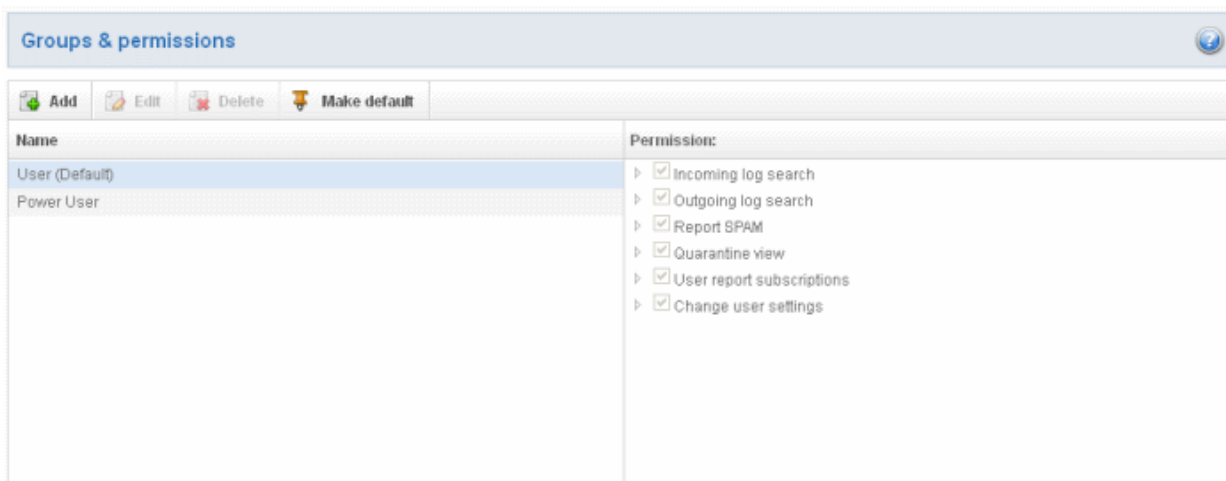 Groups & permissions
Add Edit Delete Make default
Name
Permission:
User (Default)
Power User
Incoming log search
Outgoing log search
Report SPAM
Quarantine view
User report subscriptions
Change user settings